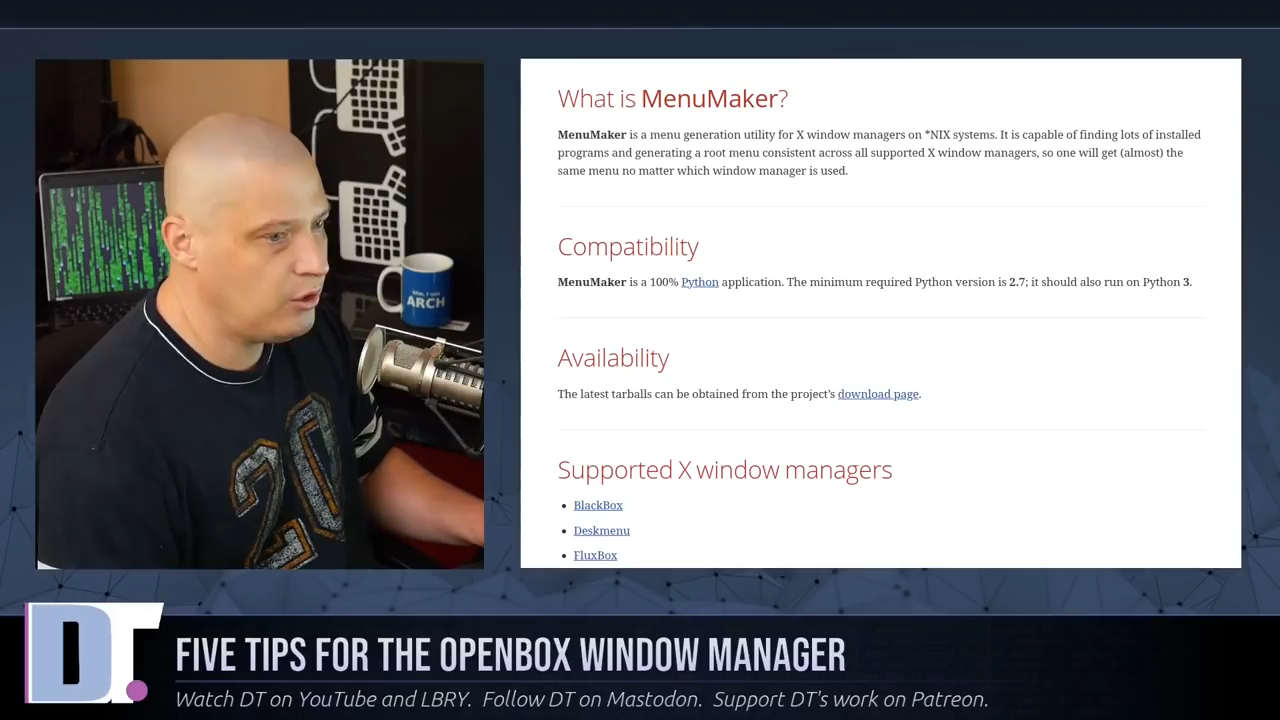 What is MenuMaker?
MenuMaker is a menu generation utility for X window managers on *NIX systems. It is capable of finding lots of installed
programs and generating a root menu consistent across all supported X window managers, so one will get (almost) the
same menu no matter which window manager is used.
Compatibility
MenuMaker is a 100% Python application. The minimum required Python version is 2.7; it should also run on Python 3.
Availability
The latest tarballs can be obtained from the project's download page.
Supported X window managers
BlackBox
Deskmenu
FluxBox
ARCH
20
DT.
FIVE TIPS FOR THE OPENBOX WINDOW MANAGER
Watch DT on YouTube and LBRY. Follow DT on Mastodon. Support DT's work on Patreon.